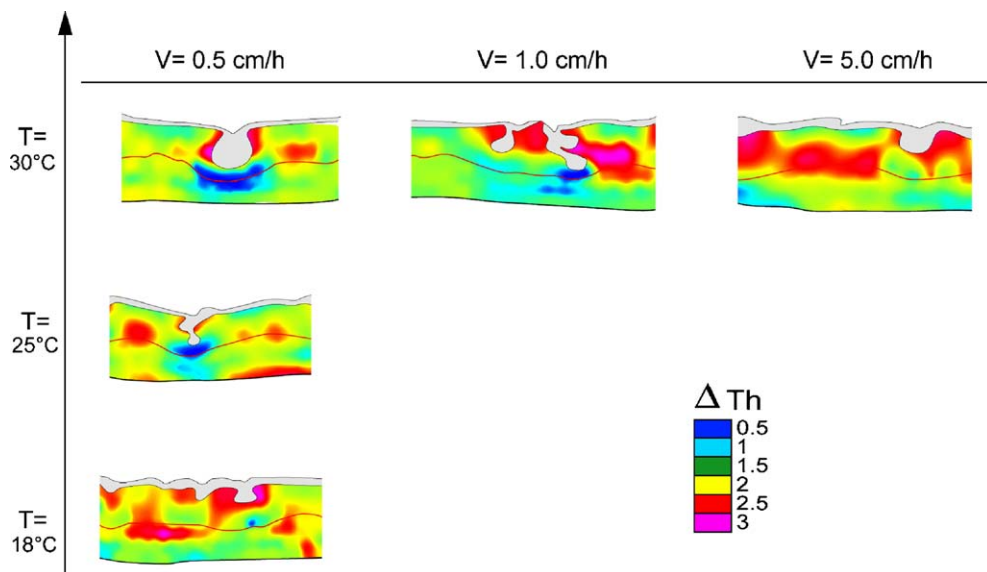 V= 0.5 cm/h
V= 1.0 cm/h
V= 5.0 cm/h
T=
30°C
T=
25°C
T=
18°C
Δ Th
0.5
1
1.5
2
2.5
3